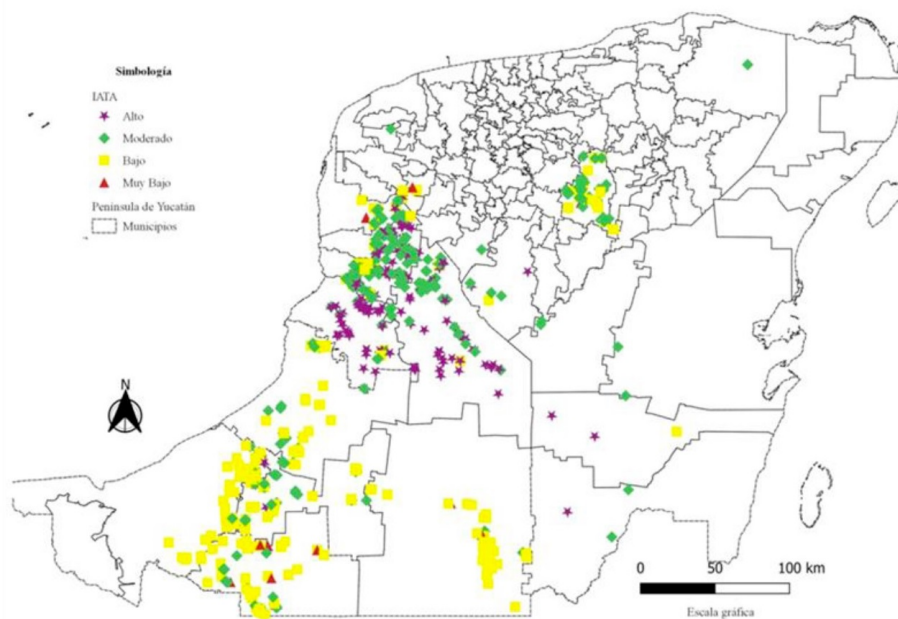 Simbología
IATA
Alto
Moderado
Bajo
Muy Bajo
Península de Yucatán
Municipios
N
0 50 100 km
Escala gráfica